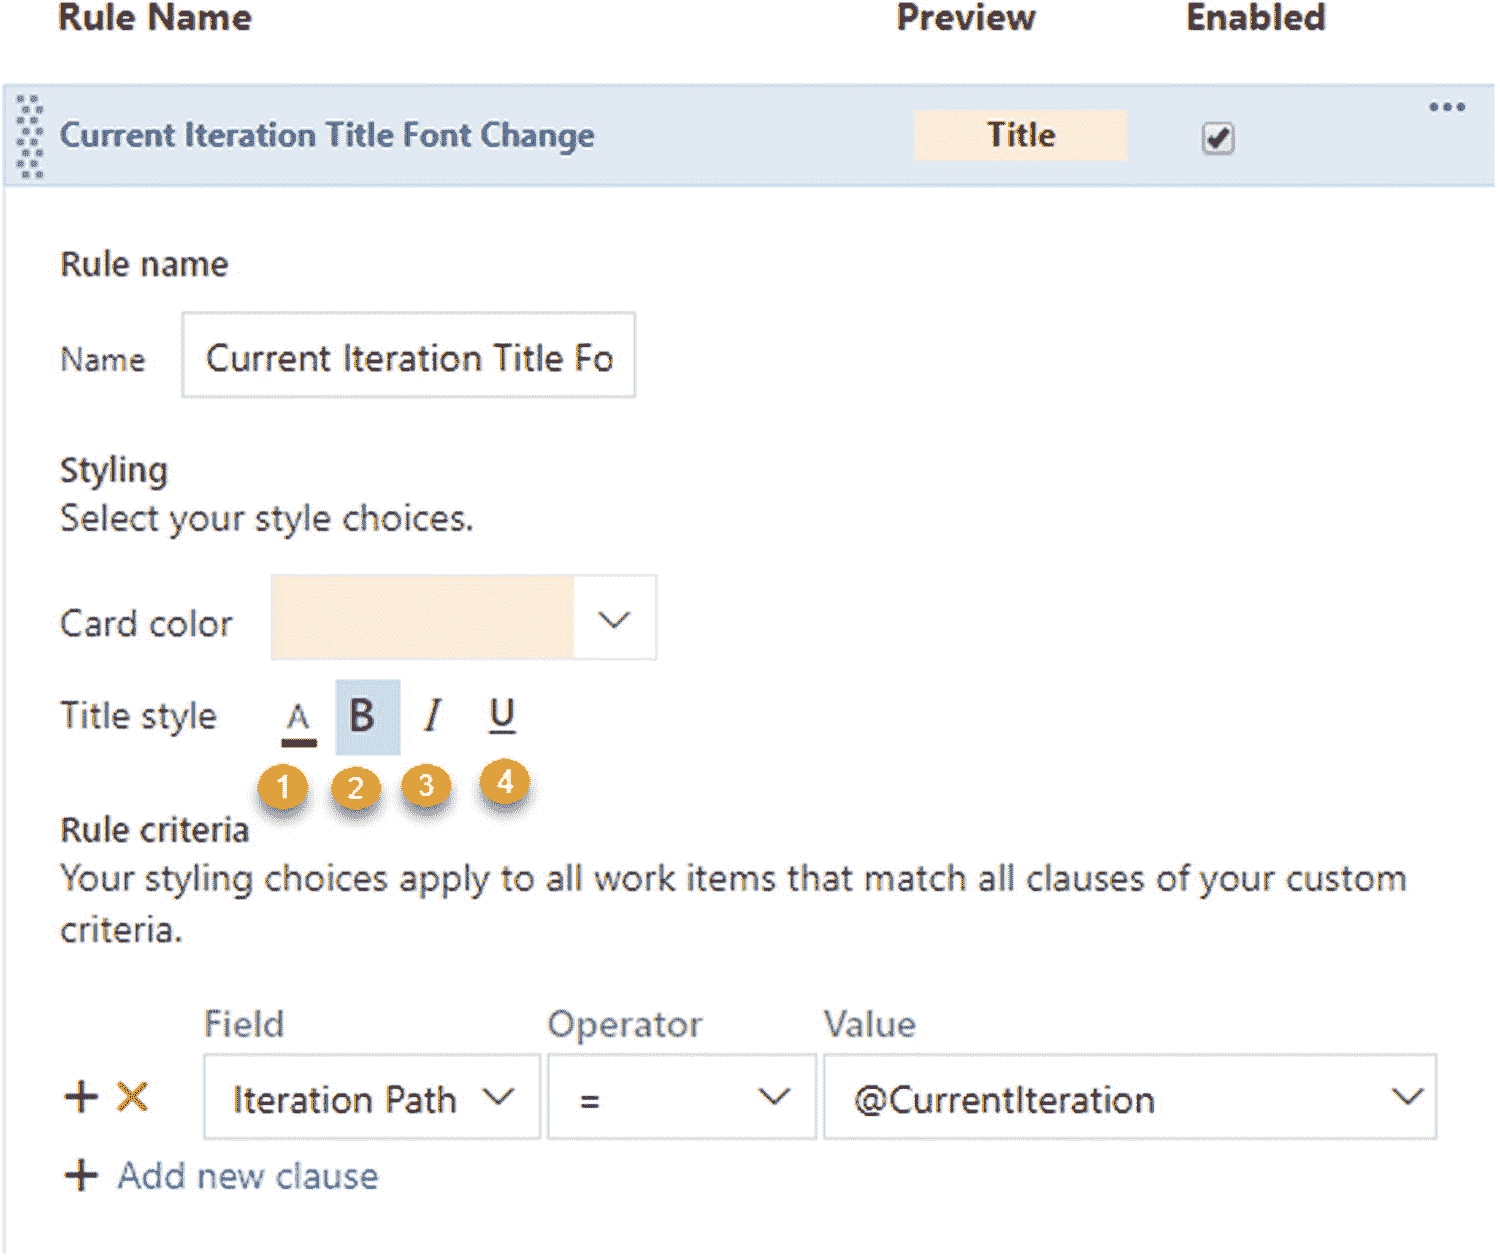 Rule Name Preview Enabled
Current Iteration Title Font Change Title
Rule name
Name Current Iteration Title Fo
Styling
Select your style choices.
Card color
Title style A B I U
1 2 3 4
Rule criteria
Your styling choices apply to all work items that match all clauses of your custom
criteria.
Field Operator Value
Iteration Path = @CurrentIteration
+ Add new clause